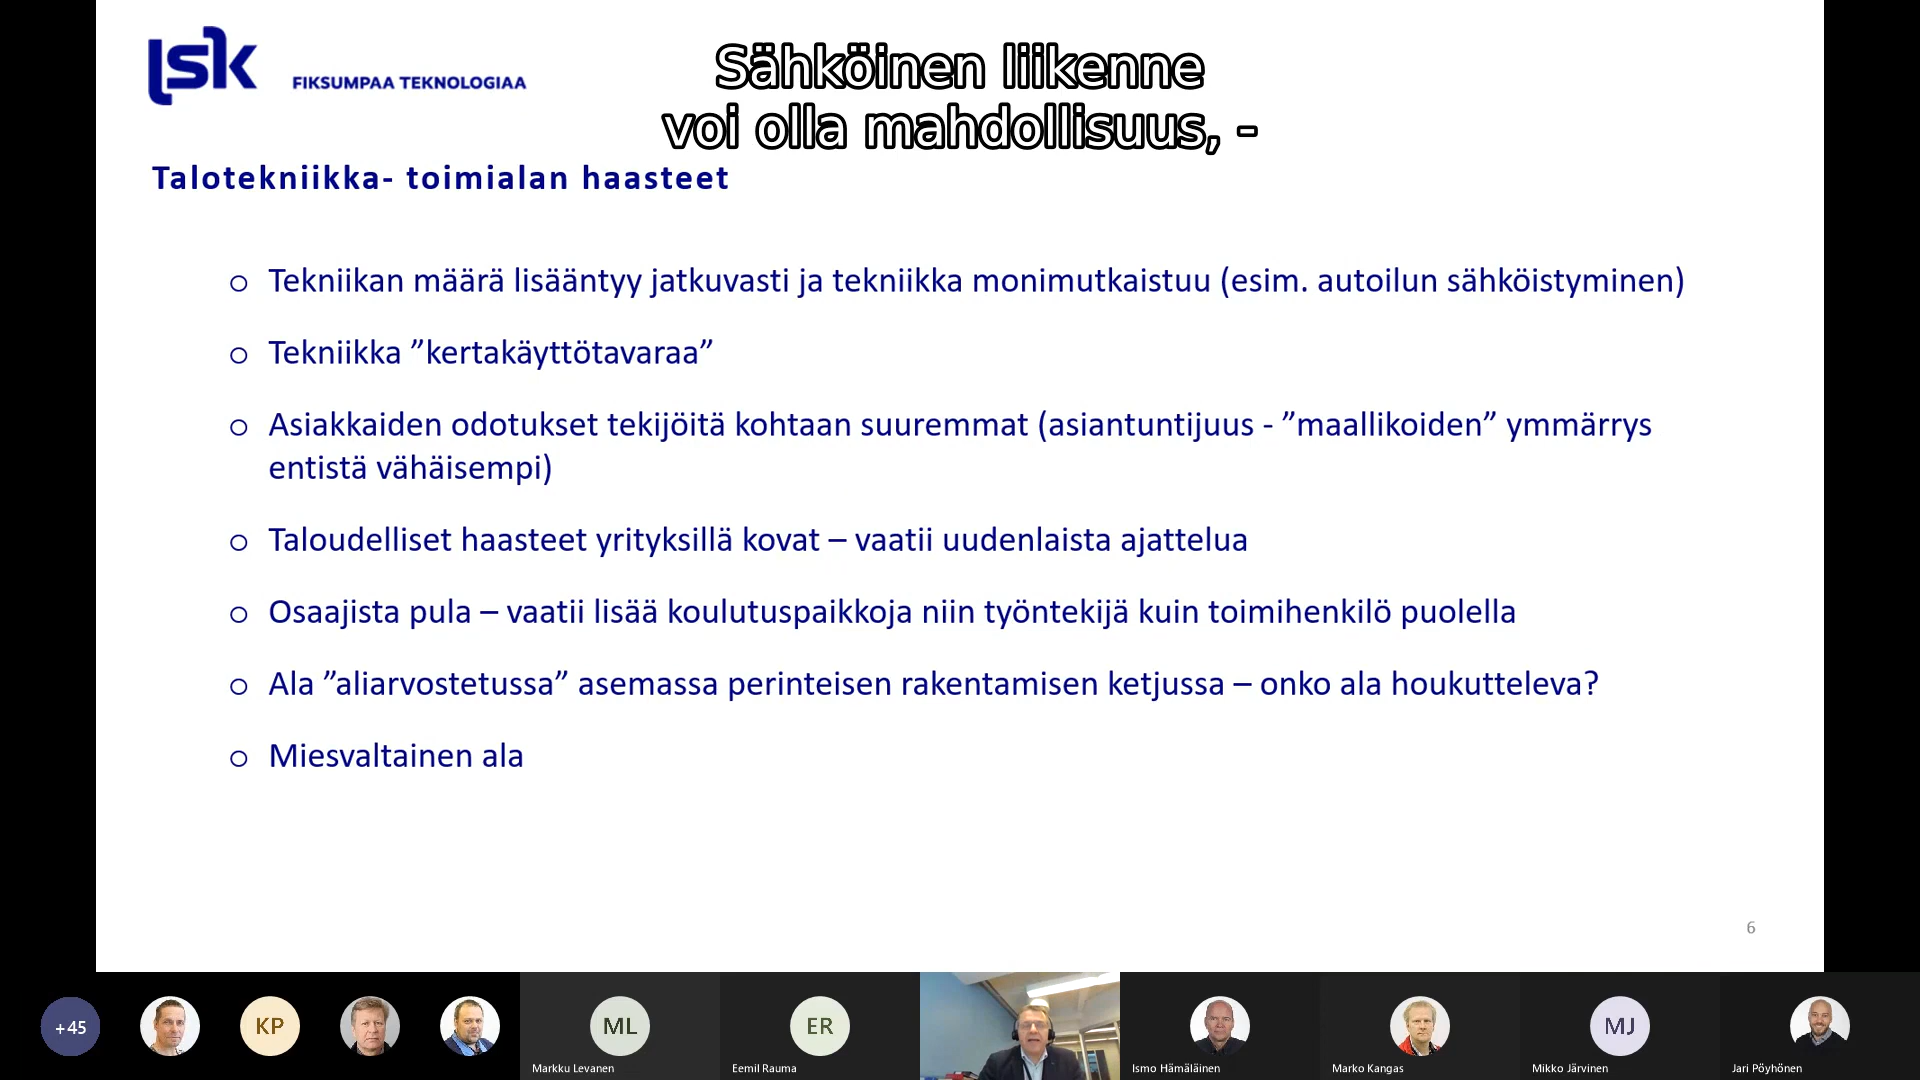 lsk
FIKSUMPAA TEKNOLOGIAA
Sähköinen liikenne
voi olla mahdollisuus, -
Talotekniikka- toimialan haasteet
o Tekniikan määrä lisääntyy jatkuvasti ja tekniikka monimutkaistuu (esim. autoilun sähköistyminen)
o Tekniikka ”kertakäyttötavaraa”
o Asiakkaiden odotukset tekijöitä kohtaan suuremmat (asiantuntijuus - ”maallikoiden” ymmärrys
entistä vähäisempi)
o Taloudelliset haasteet yrityksillä kovat – vaatii uudenlaista ajattelua
o Osaajista pula – vaatii lisää koulutuspaikkoja niin työntekijä kuin toimihenkilö puolella
o Ala ”aliarvostetussa” asemassa perinteisen rakentamisen ketjussa – onko ala houkutteleva?
o Miesvaltainen ala
6
+45
KP
ML
ER
MJ
Markku Levanen
Eemil Rauma
Ismo Hämäläinen
Marko Kangas
Mikko Järvinen
Jari Pöyhönen